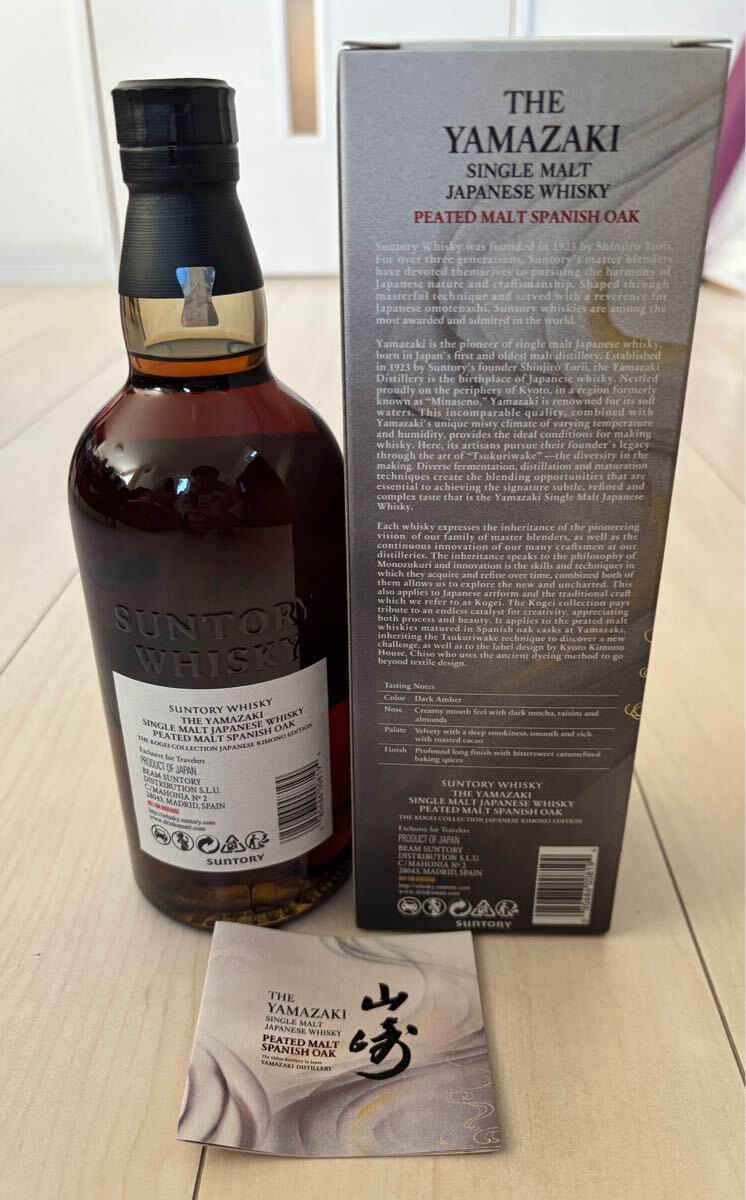 THE
YAMAZAKI
SINGLE MALT
JAPANESE WHISKY
PEATED MALT SPANISH OAK
Suntory Whisky was founded in 1923 by Shinjiro Torii.
For over three generations, Suntory's master blenders
have devoted themselves to pursuing the harmony of
Japanese nature and craftsmanship. Shaped through
masterful technique and served with a reverence for
Japanese omotenashi, Suntory whiskies are among the
most awarded and admired in the world.
Yamazaki is the pioneer of single malt Japanese whisky,
born in Japan's first and oldest malt distillery. Established
in 1923 by Suntory's founder Shinjiro Torii, the Yamazaki
Distillery is the birthplace of Japanese whisky. Nestled
proudly on the periphery of Kyoto, in a region formerly
known as "Minaseno," Yamazaki is renowned for its soft
waters. This incomparable quality, combined with
Yamazaki's unique misty climate of varying temperature
and humidity, provides the ideal conditions for making
whisky. Here, its artisans pursue their founder's legacy
through the art of "Tsukuriwake" —the diversity in the
making. Diverse fermentation, distillation and maturation
techniques create the blending opportunities that are
essential to achieving the signature subtle, refined and
complex taste that is the Yamazaki Single Malt Japanese
Whisky.
Each whisky expresses the inheritance of the pioneering
vision of our family of master blenders, as well as the
continuous innovation of our many craftsmen at our
distilleries. The inheritance speaks to the philosophy of
Monozukuri and innovation is the skills and techniques in
which they acquire and refine over time, combined both of
them allows us to explore the new and uncharted. This
also applies to Japanese artform and the traditional craft
which we refer to as Kogei. The Kogei collection pays
tribute to an endless catalyst for creativity, appreciating
both process and beauty. It applies to the peated malt
whiskies matured in Spanish oak casks at Yamazaki,
inheriting the Tsukuriwake technique to discover a new
challenge, as well as to the label design by Kyoto Kimono
House, Chiso who uses the ancient dyeing method to go
beyond textile design.
Tasting Notes
Color Dark Amber
Nose Creamy mouth feel with dark mocha, raisins and
almonds
Palate Velvety with a deep smokiness, smooth and rich
with roasted cacao
Finish Profound long finish with bittersweet caramelized
baking spices
SUNTORY WHISKY
THE YAMAZAKI
SINGLE MALT JAPANESE WHISKY
PEATED MALT SPANISH OAK
THE KOGEI COLLECTION JAPANESE KIMONO EDITION
Exclusive for Travelers
PRODUCT OF JAPAN
BEAM SUNTORY
DISTRIBUTION S.L.U.
C/MAHONIA Nº 2
28043, MADRID, SPAIN
http://whisky.suntory.com
www.drinksmart.com
SUNTORY
SUNTORY
WHISKY
SUNTORY WHISKY
THE YAMAZAKI
SINGLE MALT JAPANESE WHISKY
PEATED MALT SPANISH OAK
THE KOGEI COLLECTION JAPANESE KIMONO EDITION
Exclusive for Travelers
PRODUCT OF JAPAN
BEAM SUNTORY
DISTRIBUTION S.L.U.
C/MAHONIA Nº 2
28043, MADRID, SPAIN
http://whisky.suntory.com
www.drinksmart.com
SUNTORY
THE
YAMAZAKI
SINGLE MALT
JAPANESE WHISKY
PEATED MALT
SPANISH OAK
The oldest distillery in Japan
YAMAZAKI DISTILLERY
山崎